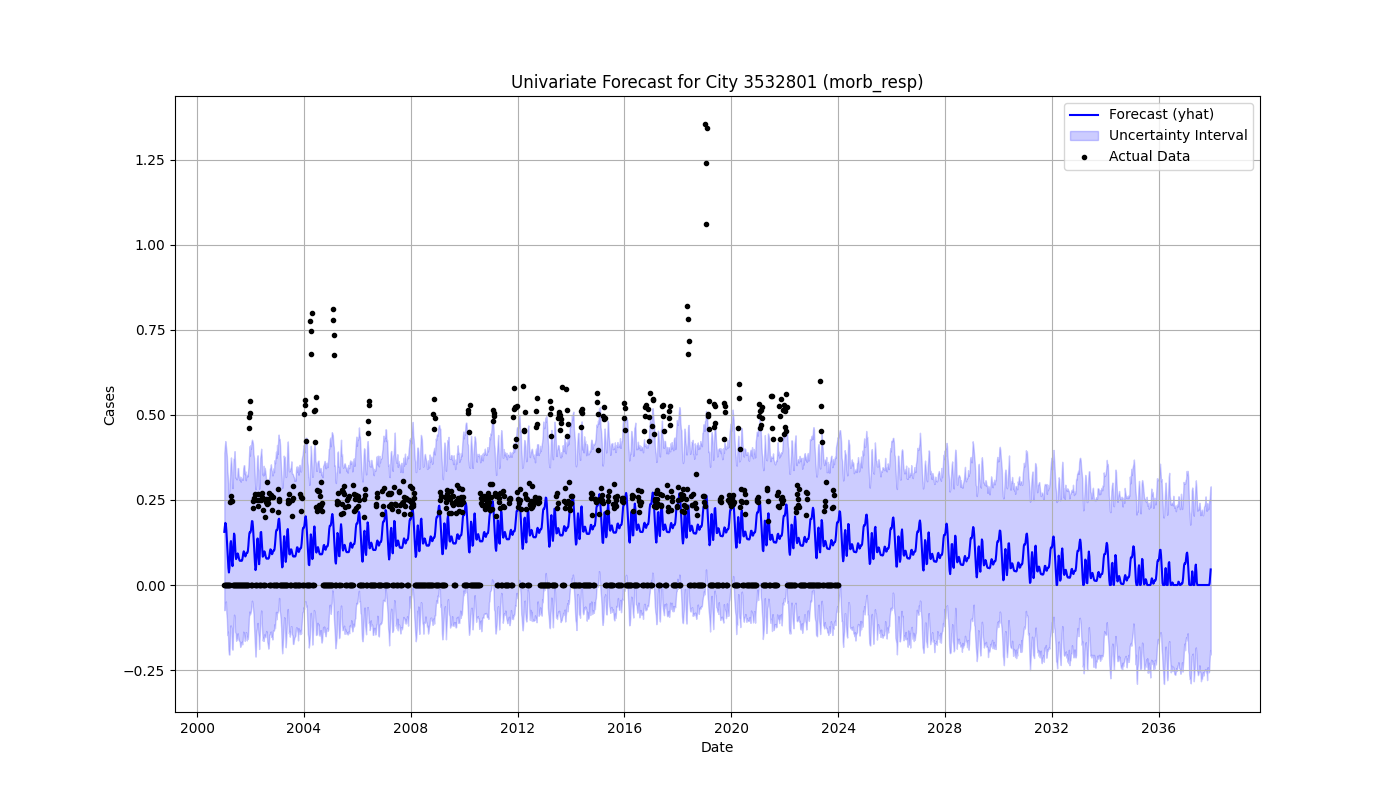 Univariate Forecast for City 3532801 (morb_resp)
Forecast (yhat)
Uncertainty Interval
Actual Data
Cases
1.25
1.00
0.75
0.50
0.25
0.00
−0.25
2000 2004 2008 2012 2016 2020 2024 2028 2032 2036
Date